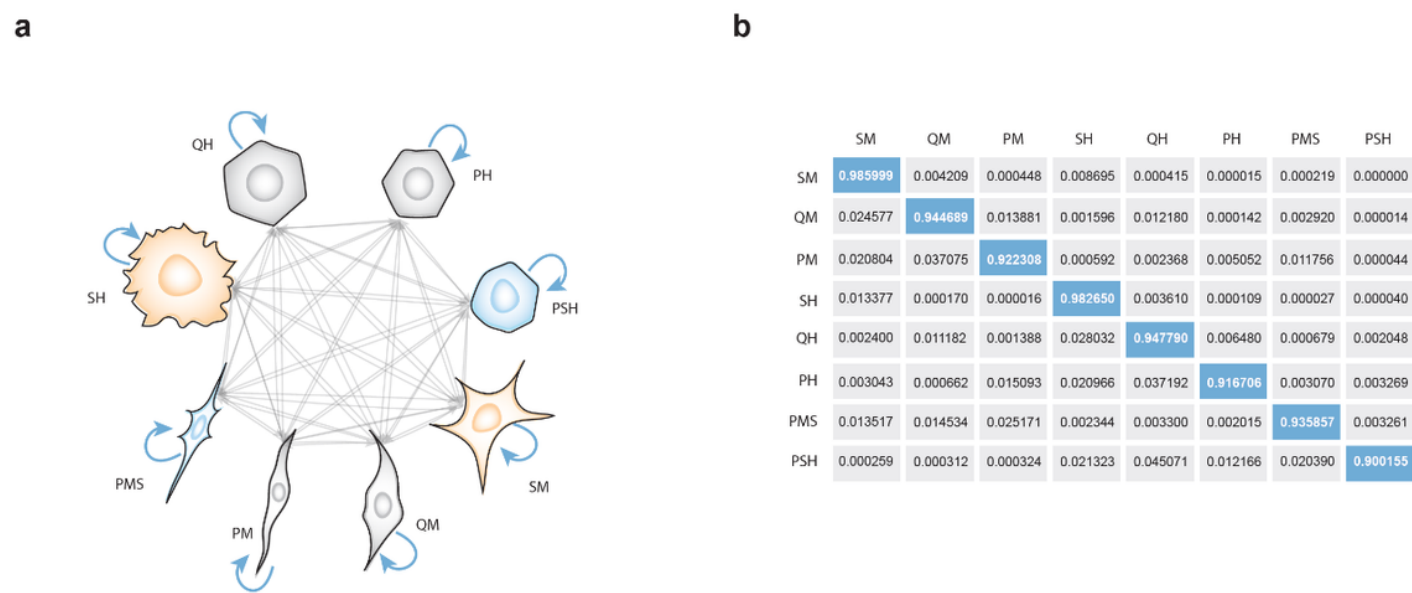 a
QH
PH
SH
PSH
PMS
SM
PM
QM
b
SM QM PM SH QH PH PMS PSH
SM 0.985999 0.004209 0.000448 0.008695 0.000415 0.000015 0.000219 0.000000
QM 0.024577 0.944689 0.013881 0.001596 0.012180 0.000142 0.002920 0.000014
PM 0.020804 0.037075 0.922308 0.000592 0.002368 0.005052 0.011756 0.000044
SH 0.013377 0.000170 0.000016 0.982650 0.003610 0.000109 0.000027 0.000040
QH 0.002400 0.011182 0.001388 0.028032 0.947790 0.006480 0.000679 0.002048
PH 0.003043 0.000662 0.015093 0.020966 0.037192 0.916706 0.003070 0.003269
PMS 0.013517 0.014534 0.025171 0.002344 0.003300 0.002015 0.935857 0.003261
PSH 0.000259 0.000312 0.000324 0.021323 0.045071 0.012166 0.020390 0.900155